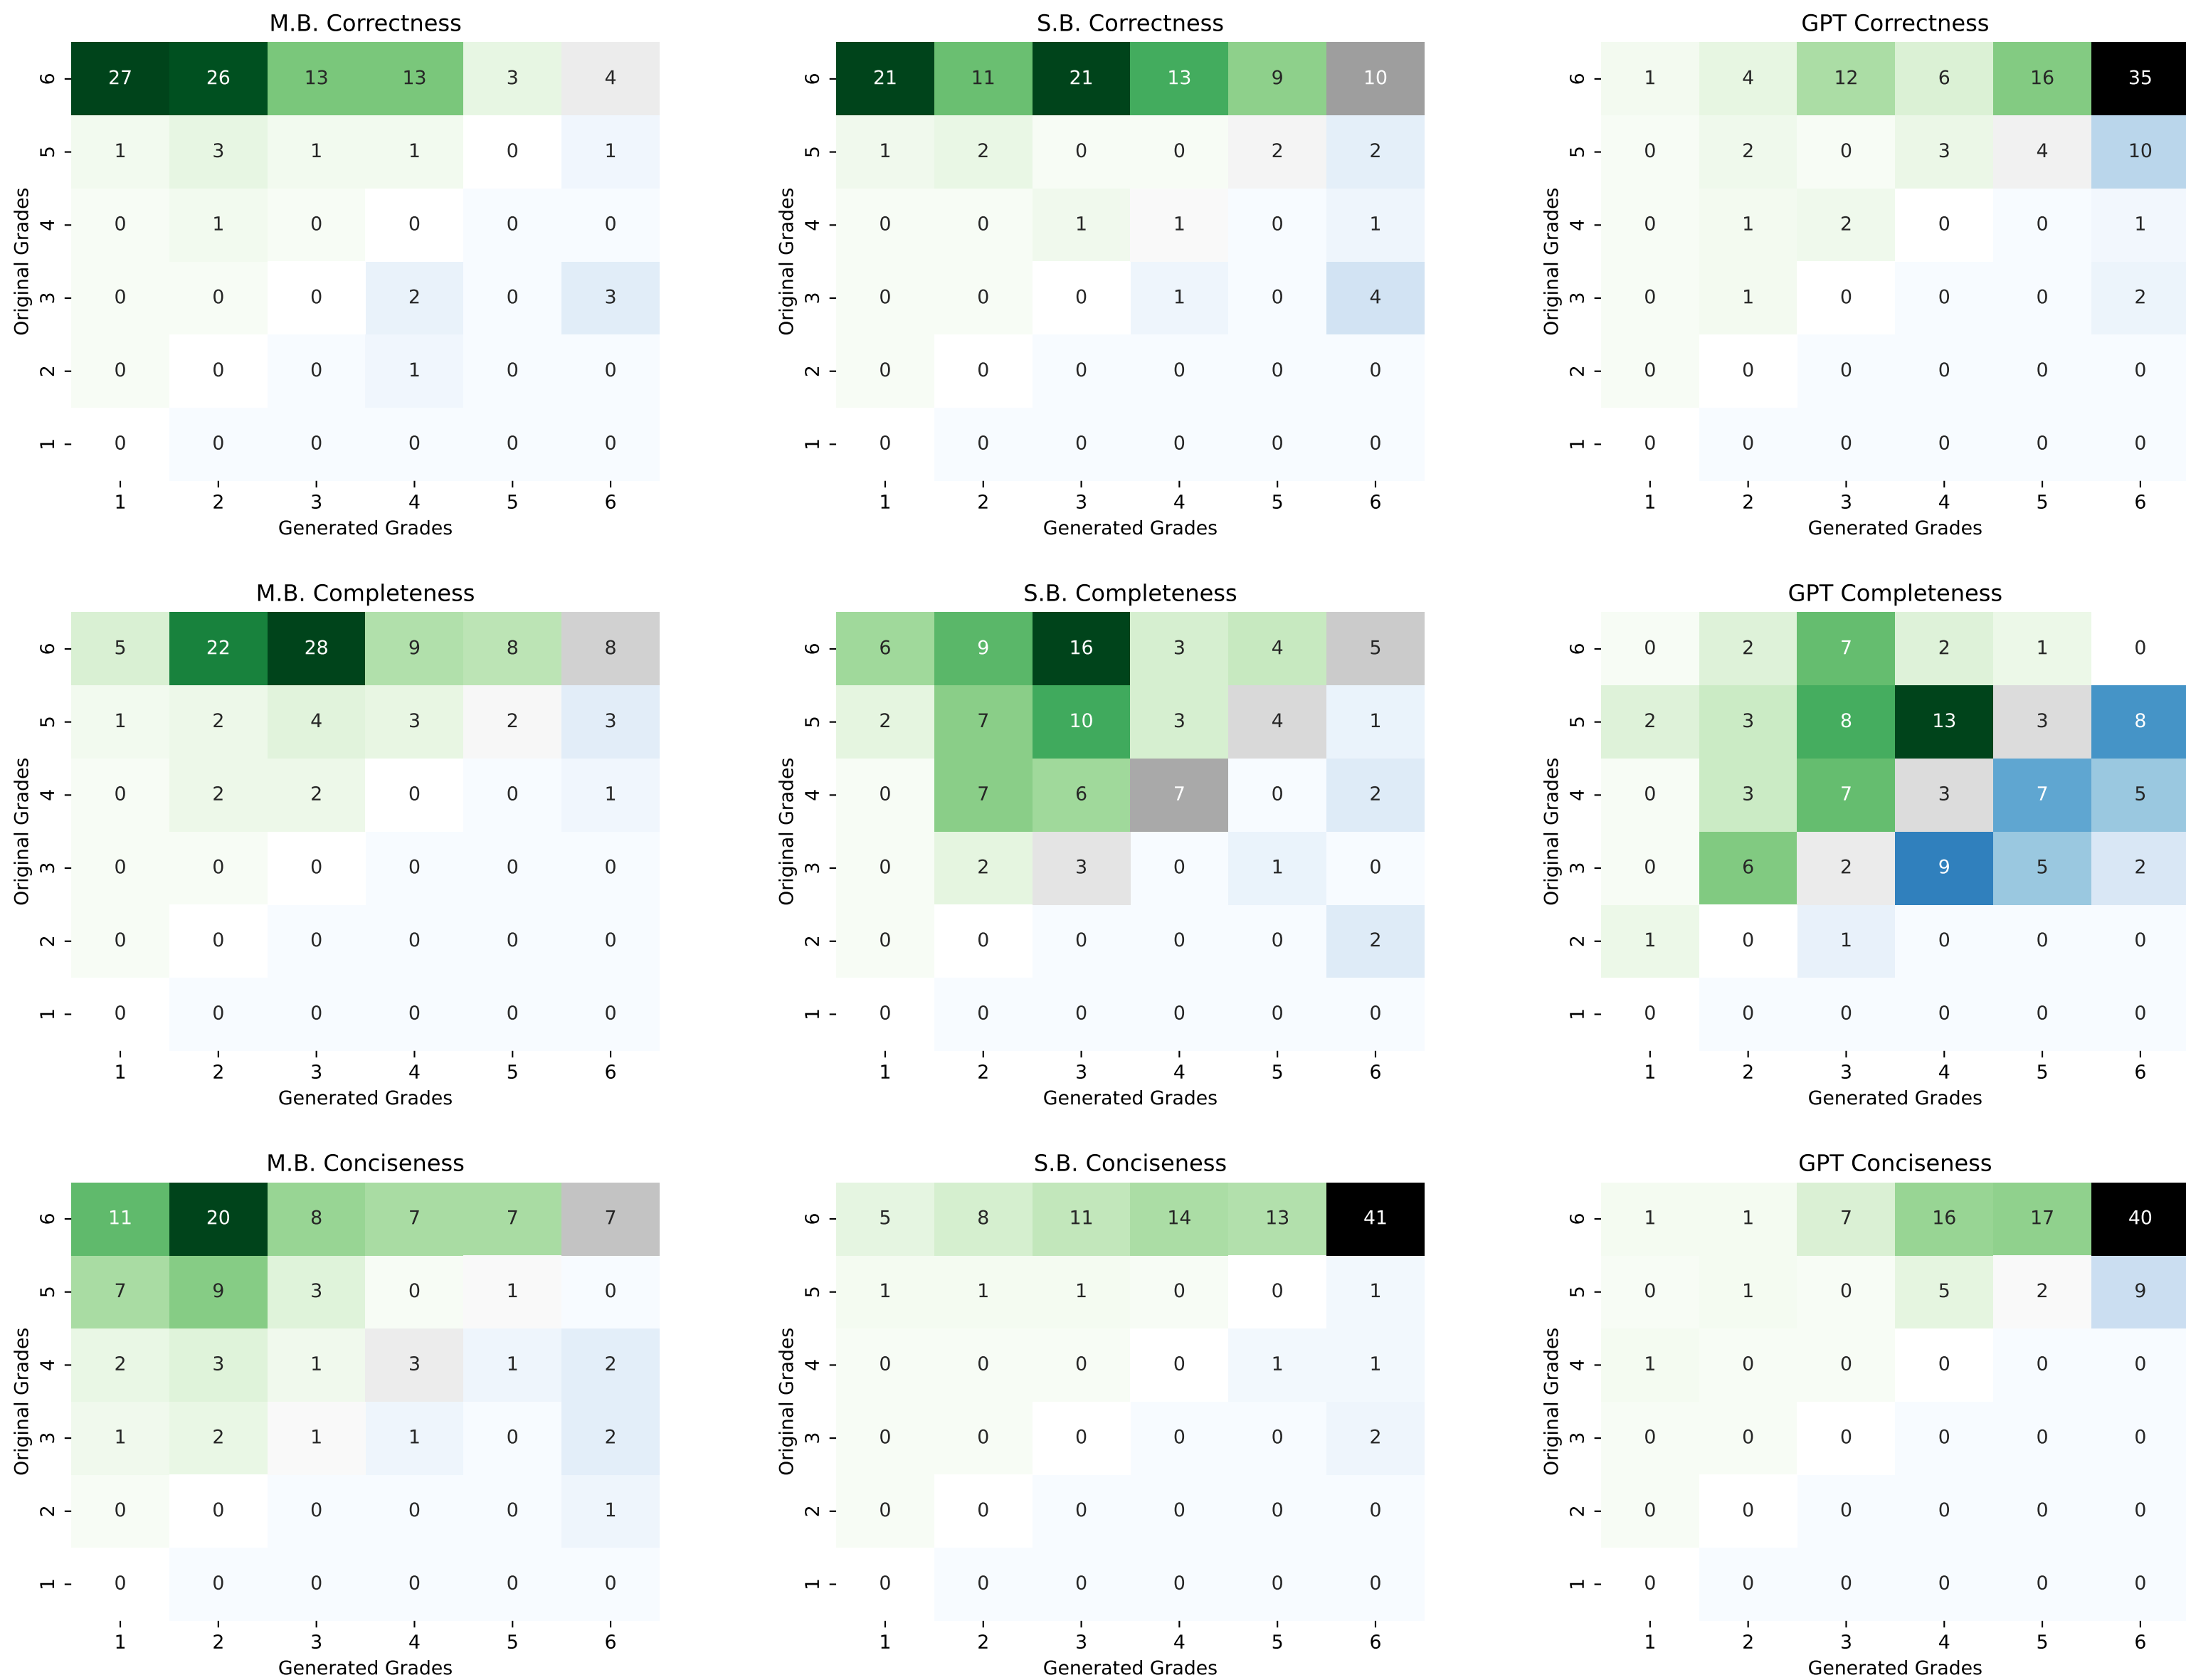 M.B. Correctness
6 27 26 13 13 3 4
5 1 3 1 1 0 1
4 0 1 0 0 0 0
3 0 0 0 2 0 3
2 0 0 0 1 0 0
1 0 0 0 0 0 0
1 2 3 4 5 6
Original Grades
Generated Grades
S.B. Correctness
6 21 11 21 13 9 10
5 1 2 0 0 2 2
4 0 0 1 1 0 1
3 0 0 0 1 0 4
2 0 0 0 0 0 0
1 0 0 0 0 0 0
1 2 3 4 5 6
Original Grades
Generated Grades
GPT Correctness
6 1 4 12 6 16 35
5 0 2 0 3 4 10
4 0 1 2 0 0 1
3 0 1 0 0 0 2
2 0 0 0 0 0 0
1 0 0 0 0 0 0
1 2 3 4 5 6
Original Grades
Generated Grades
M.B. Completeness
6 5 22 28 9 8 8
5 1 2 4 3 2 3
4 0 2 2 0 0 1
3 0 0 0 0 0 0
2 0 0 0 0 0 0
1 0 0 0 0 0 0
1 2 3 4 5 6
Original Grades
Generated Grades
S.B. Completeness
6 6 9 16 3 4 5
5 2 7 10 3 4 1
4 0 7 6 7 0 2
3 0 2 3 0 1 0
2 0 0 0 0 0 2
1 0 0 0 0 0 0
1 2 3 4 5 6
Original Grades
Generated Grades
GPT Completeness
6 0 2 7 2 1 0
5 2 3 8 13 3 8
4 0 3 7 3 7 5
3 0 6 2 9 5 2
2 1 0 1 0 0 0
1 0 0 0 0 0 0
1 2 3 4 5 6
Original Grades
Generated Grades
M.B. Conciseness
6 11 20 8 7 7 7
5 7 9 3 0 1 0
4 2 3 1 3 1 2
3 1 2 1 1 0 2
2 0 0 0 0 0 1
1 0 0 0 0 0 0
1 2 3 4 5 6
Original Grades
Generated Grades
S.B. Conciseness
6 5 8 11 14 13 41
5 1 1 1 0 0 1
4 0 0 0 0 1 1
3 0 0 0 0 0 2
2 0 0 0 0 0 0
1 0 0 0 0 0 0
1 2 3 4 5 6
Original Grades
Generated Grades
GPT Conciseness
6 1 1 7 16 17 40
5 0 1 0 5 2 9
4 1 0 0 0 0 0
3 0 0 0 0 0 0
2 0 0 0 0 0 0
1 0 0 0 0 0 0
1 2 3 4 5 6
Original Grades
Generated Grades